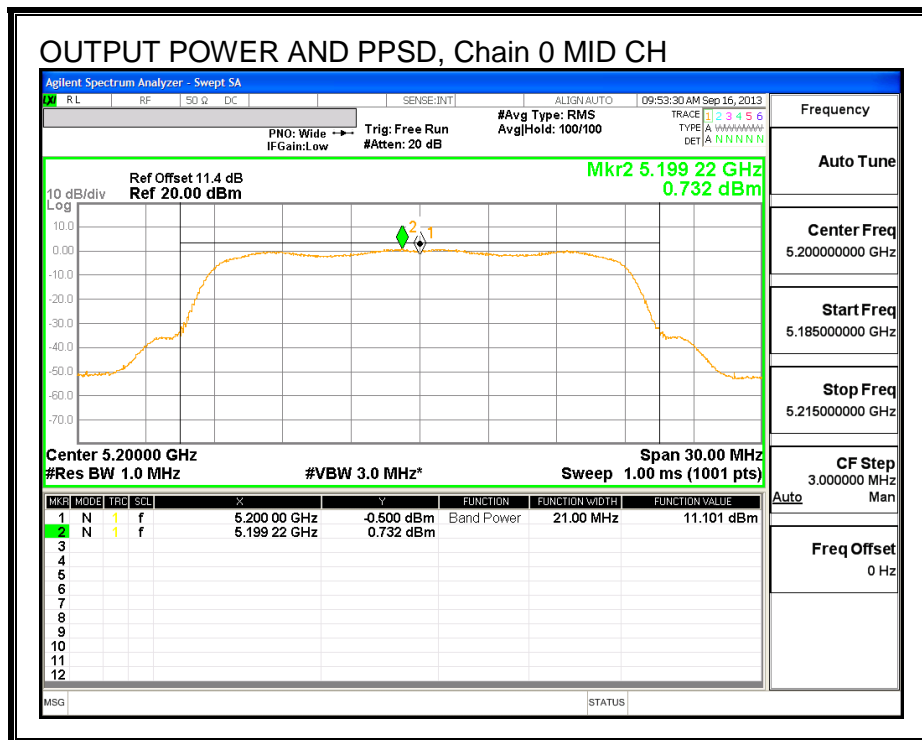 OUTPUT POWER AND PPSD, Chain 0 MID CH
Agilent Spectrum Analyzer - Swept SA
LXI RL RF 50 Ω DC SENSE:INT ALIGN AUTO 09:53:30 AM Sep 16, 2013
PNO: Wide
IFGain:Low
Trig: Free Run
#Atten: 20 dB
#Avg Type: RMS
Avg|Hold: 100/100
TRACE 1 2 3 4 5 6
TYPE A WWWWW
DET A N N N N N
Mkr2 5.199 22 GHz
0.732 dBm
Ref Offset 11.4 dB
10 dB/div Ref 20.00 dBm
Log
10.0
0.00
-10.0
-20.0
-30.0
-40.0
-50.0
-60.0
-70.0
2
1
Center 5.20000 GHz Span 30.00 MHz
#Res BW 1.0 MHz #VBW 3.0 MHz* Sweep 1.00 ms (1001 pts)
MKR MODE TRC SCL X Y FUNCTION FUNCTION WIDTH FUNCTION VALUE
1 N 1 f 5.200 00 GHz -0.500 dBm Band Power 21.00 MHz 11.101 dBm
2 N 1 f 5.199 22 GHz 0.732 dBm
3
4
5
6
7
8
9
10
11
12
MSG STATUS
Frequency
Auto Tune
Center Freq
5.200000000 GHz
Start Freq
5.185000000 GHz
Stop Freq
5.215000000 GHz
CF Step
3.000000 MHz
Auto Man
Freq Offset
0 Hz